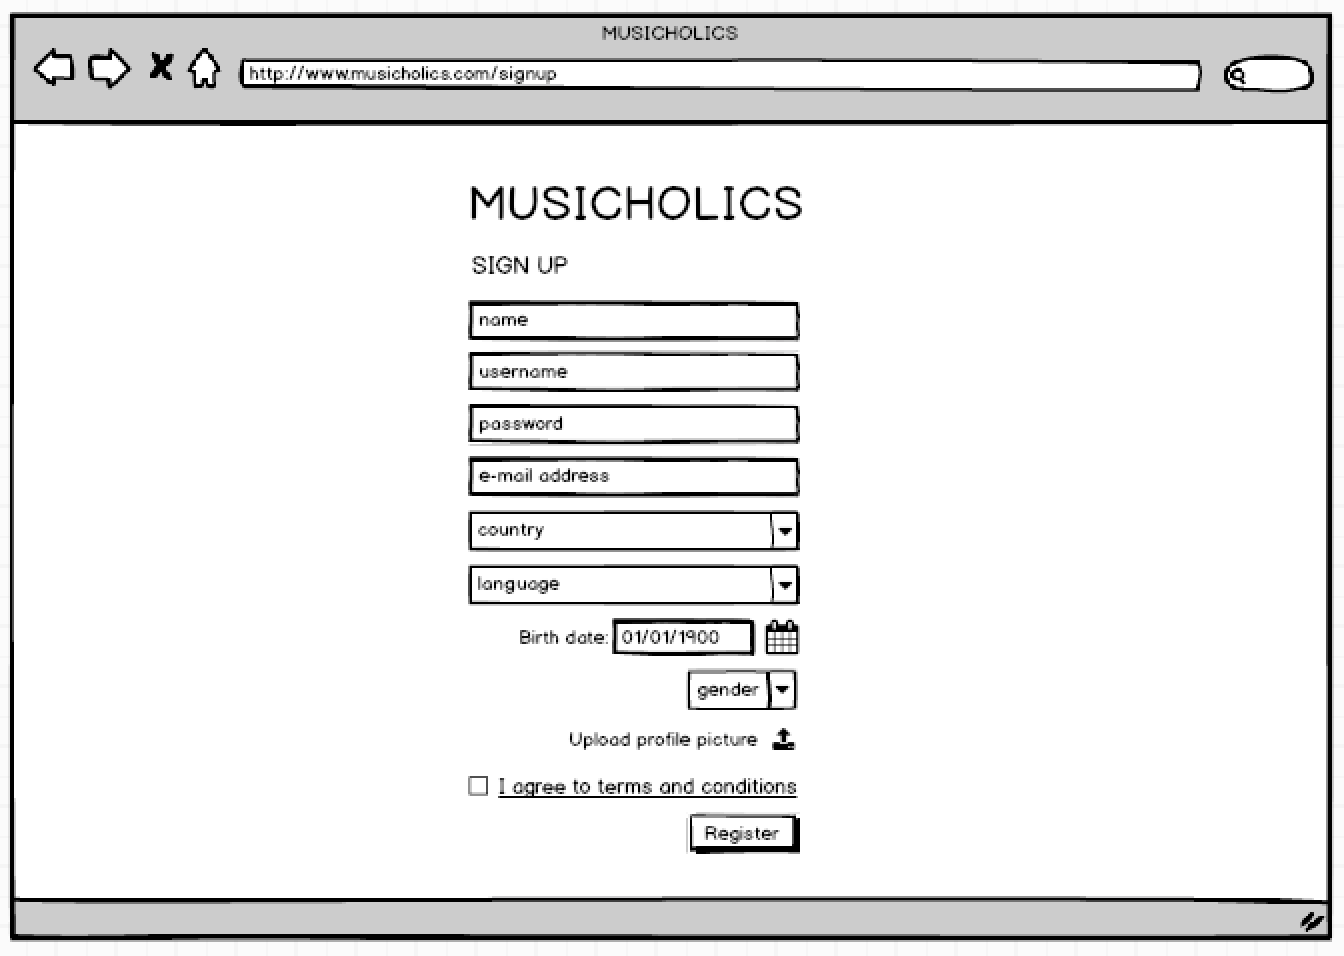 MUSICHOLICS
http://www.musicholics.com/signup
MUSICHOLICS
SIGN UP
name
username
password
e-mail address
country
language
Birth date: 01/01/1900
gender
Upload profile picture
I agree to terms and conditions
Register